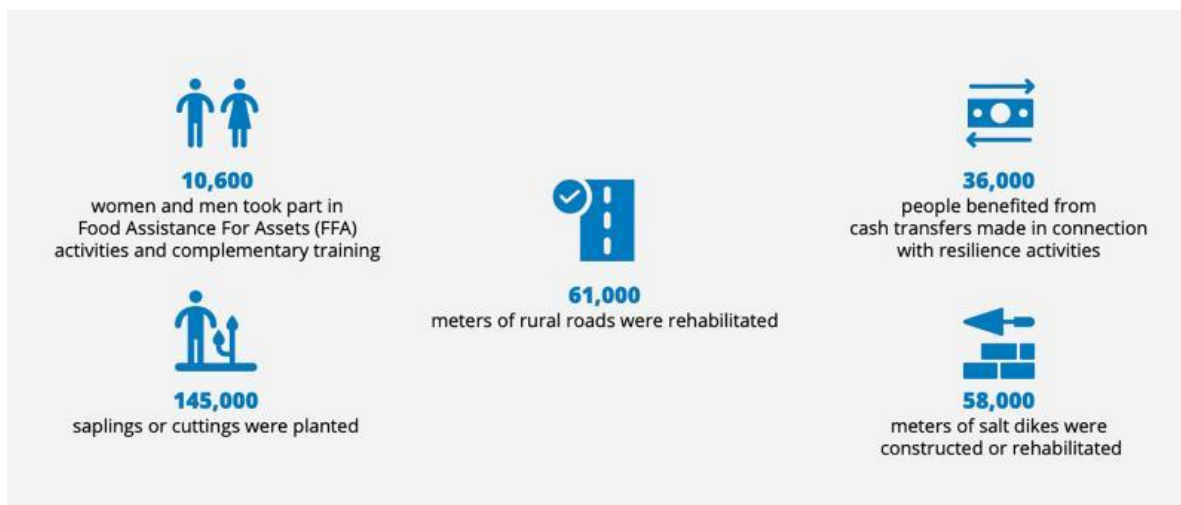 10,600
women and men took part in
Food Assistance For Assets (FFA)
activities and complementary training
145,000
saplings or cuttings were planted
61,000
meters of rural roads were rehabilitated
36,000
people benefited from
cash transfers made in connection
with resilience activities
58,000
meters of salt dikes were
constructed or rehabilitated